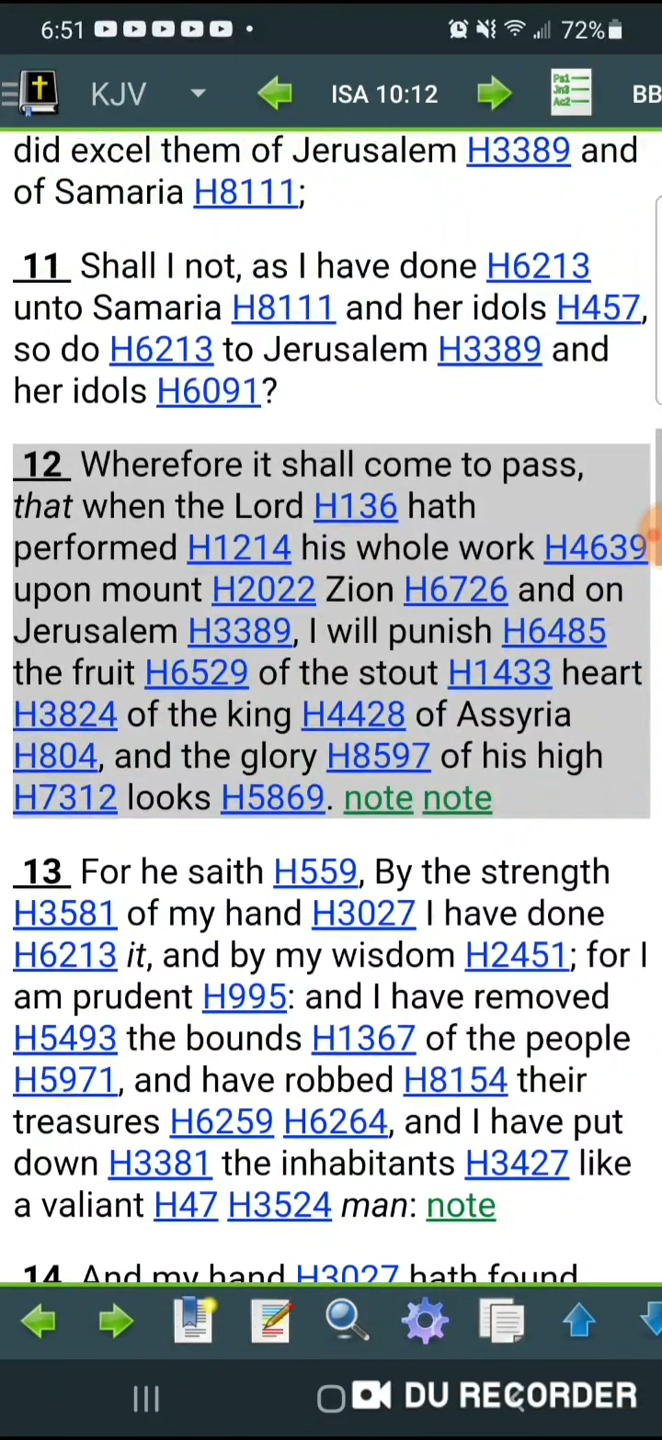 6:51 72%
KJV ISA 10:12 BB
Ps1
Jn3
Ac2
did excel them of Jerusalem H3389 and
of Samaria H8111;
11 Shall I not, as I have done H6213
unto Samaria H8111 and her idols H457,
so do H6213 to Jerusalem H3389 and
her idols H6091?
12 Wherefore it shall come to pass,
that when the Lord H136 hath
performed H1214 his whole work H4639
upon mount H2022 Zion H6726 and on
Jerusalem H3389, I will punish H6485
the fruit H6529 of the stout H1433 heart
H3824 of the king H4428 of Assyria
H804, and the glory H8597 of his high
H7312 looks H5869. note note
13 For he saith H559, By the strength
H3581 of my hand H3027 I have done
H6213 it, and by my wisdom H2451; for I
am prudent H995: and I have removed
H5493 the bounds H1367 of the people
H5971, and have robbed H8154 their
treasures H6259 H6264, and I have put
down H3381 the inhabitants H3427 like
a valiant H47 H3524 man: note
14 And my hand H3027 hath found
DU RECORDER